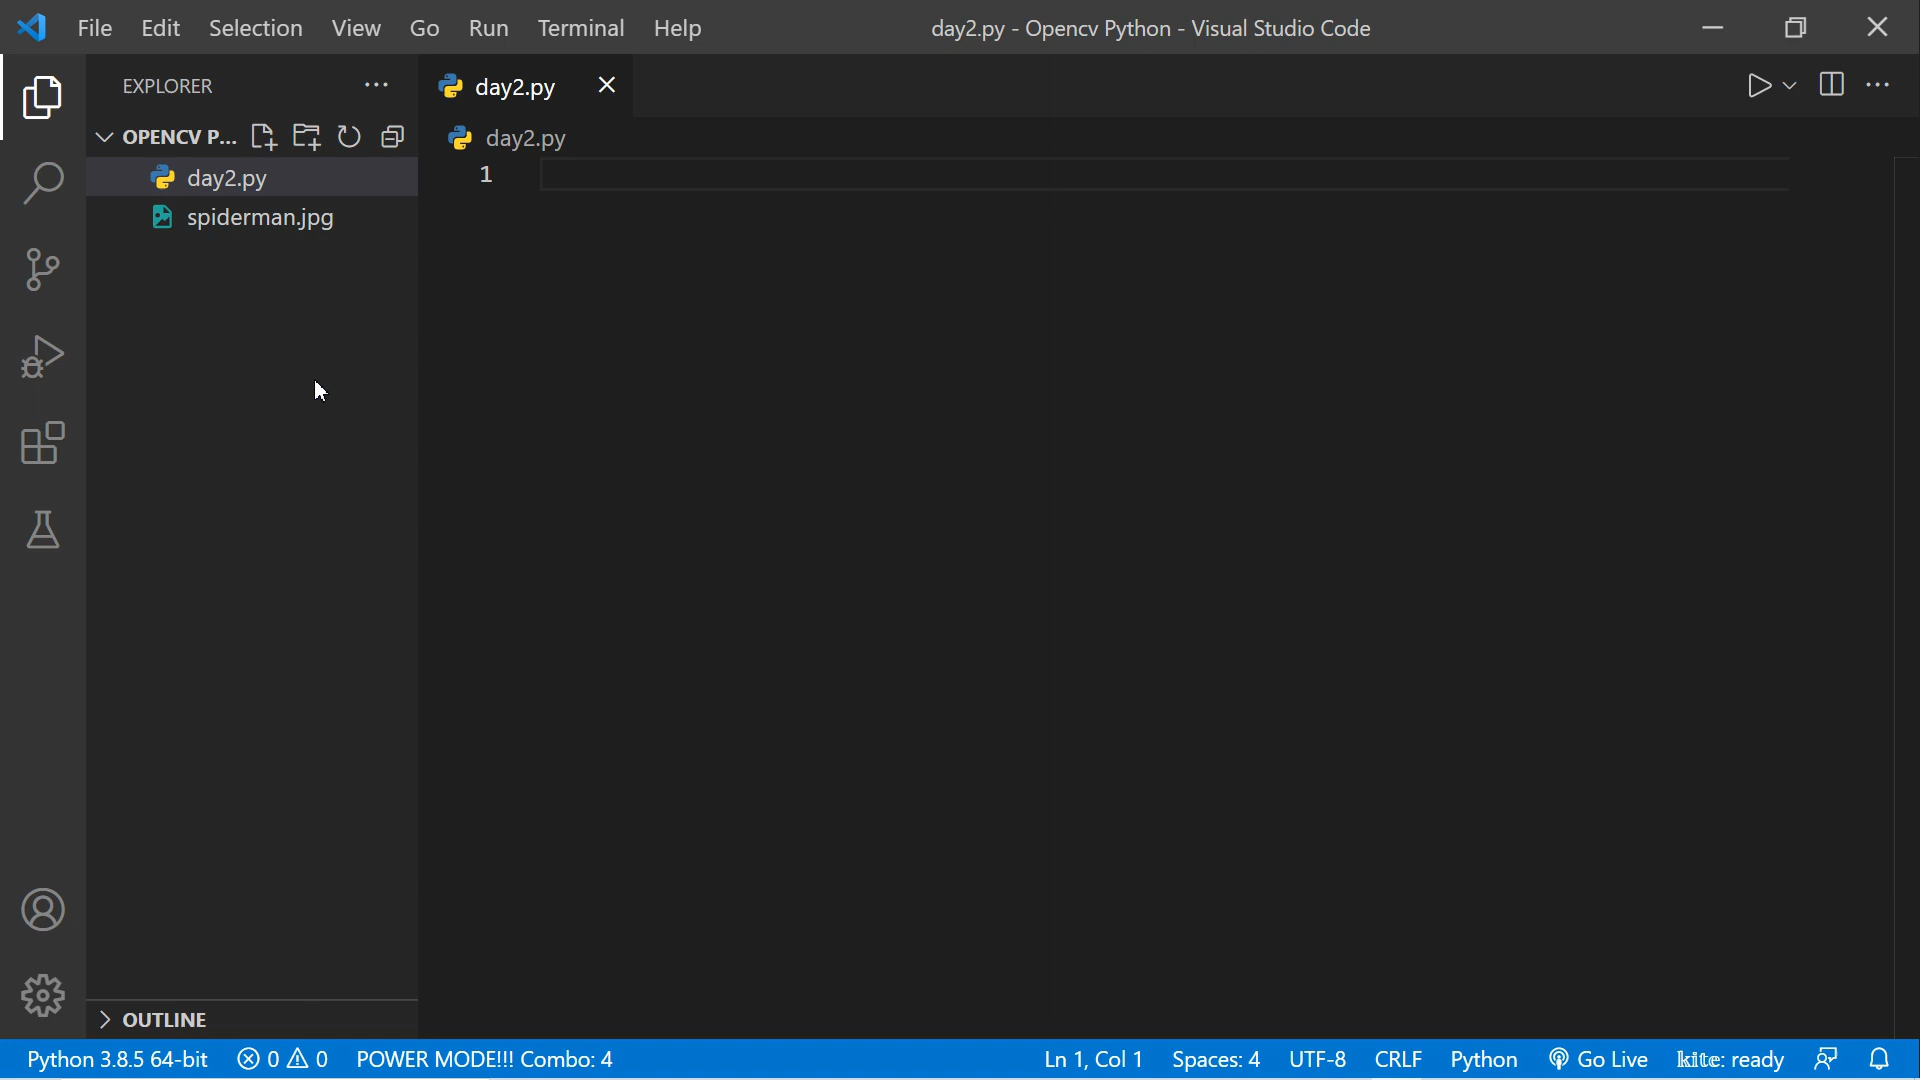 File Edit Selection View Go Run Terminal Help day2.py - Opencv Python - Visual Studio Code
EXPLORER
day2.py
OPENCV P...
day2.py
day2.py
spiderman.jpg
1
OUTLINE
Python 3.8.5 64-bit 0 0 POWER MODE!!! Combo: 4 Ln 1, Col 1 Spaces: 4 UTF-8 CRLF Python Go Live kite: ready